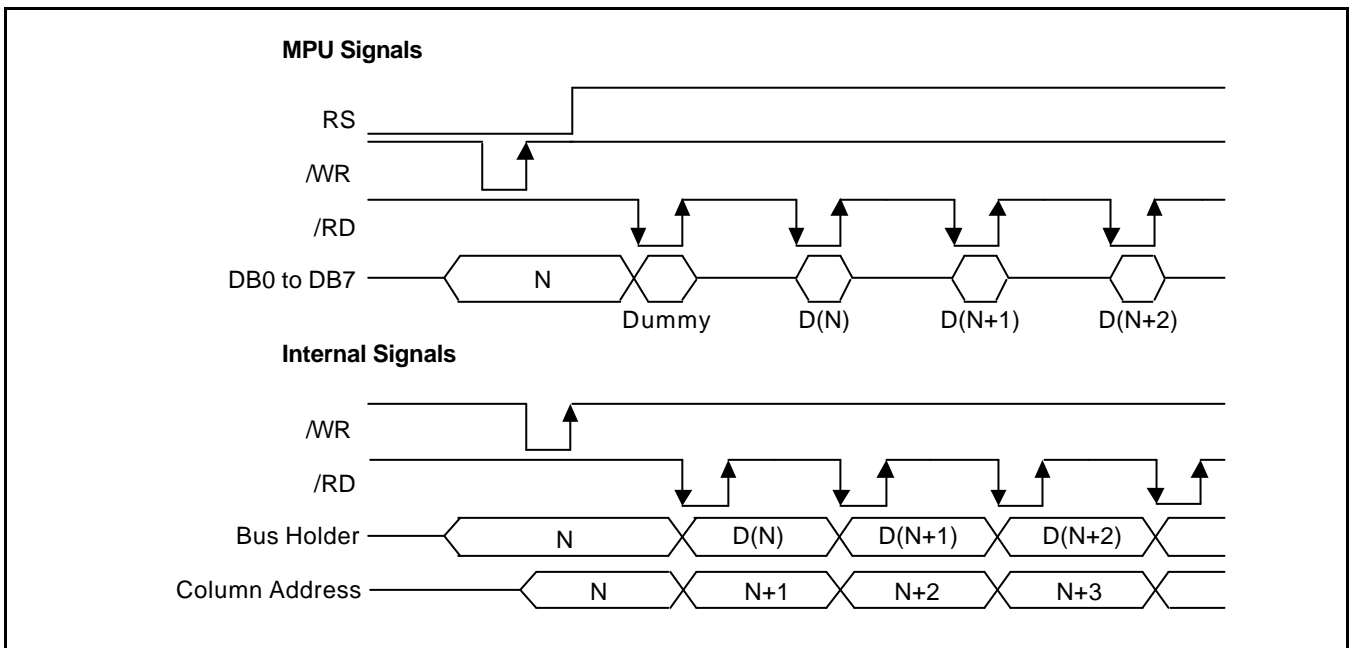 MPU Signals
RS
/WR
/RD
DB0 to DB7
N
Dummy D(N) D(N+1) D(N+2)
Internal Signals
/WR
/RD
Bus Holder N D(N) D(N+1) D(N+2)
Column Address N N+1 N+2 N+3